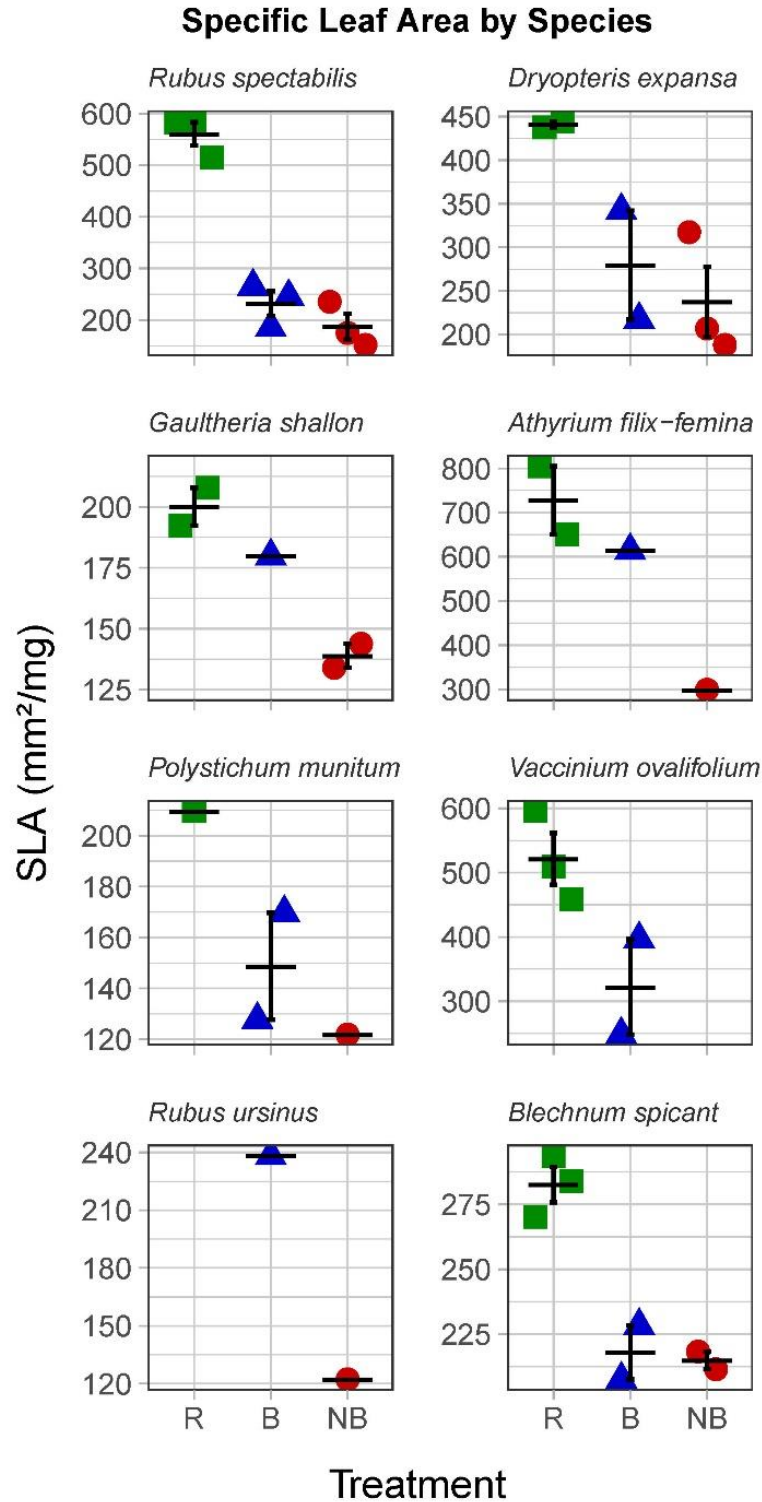 Specific Leaf Area by Species
Rubus spectabilis
Dryopteris expansa
600
500
400
300
200
450
400
350
300
250
200
Gaultheria shallon
Athyrium filix−femina
200
175
150
125
800
700
600
500
400
300
SLA (mm²/mg)
Polystichum munitum
Vaccinium ovalifolium
200
180
160
140
120
600
500
400
300
Rubus ursinus
Blechnum spicant
240
210
180
150
120
275
250
225
R B NB
R B NB
Treatment